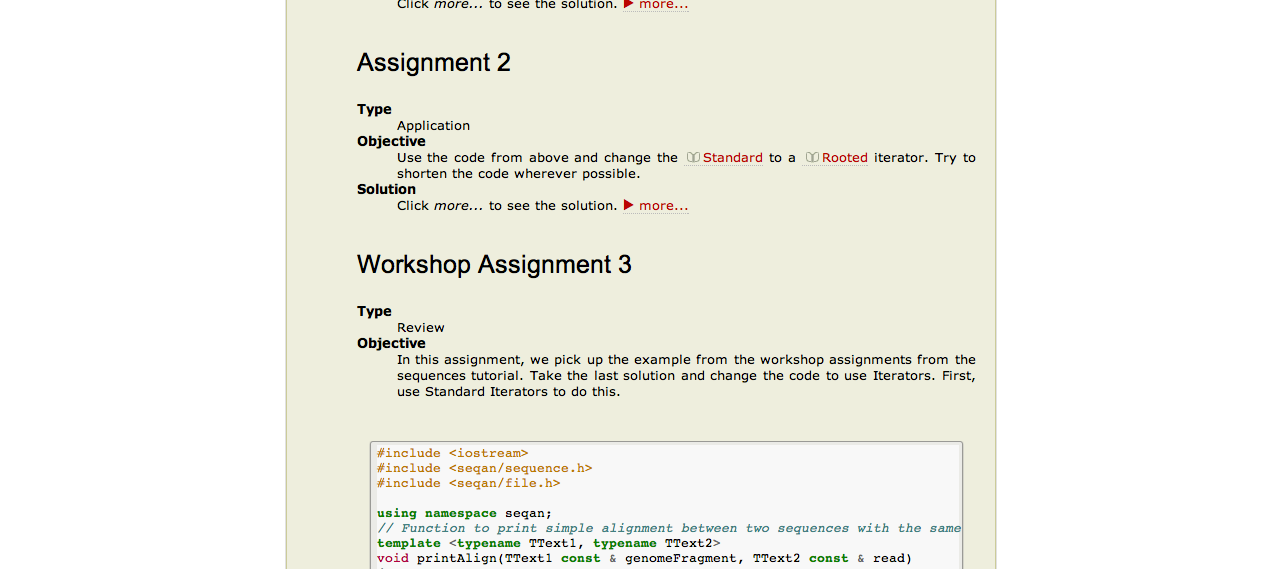 Click more... to see the solution. ▶ more...
Assignment 2
Type
Application
Objective
Use the code from above and change the Standard to a Rooted iterator. Try to
shorten the code wherever possible.
Solution
Click more... to see the solution. ▶ more...
Workshop Assignment 3
Type
Review
Objective
In this assignment, we pick up the example from the workshop assignments from the
sequences tutorial. Take the last solution and change the code to use Iterators. First,
use Standard Iterators to do this.
#include <iostream>
#include <seqan/sequence.h>
#include <seqan/file.h>
using namespace seqan;
// Function to print simple alignment between two sequences with the same
template <typename TText1, typename TText2>
void printAlign(TText1 const & genomeFragment, TText2 const & read)